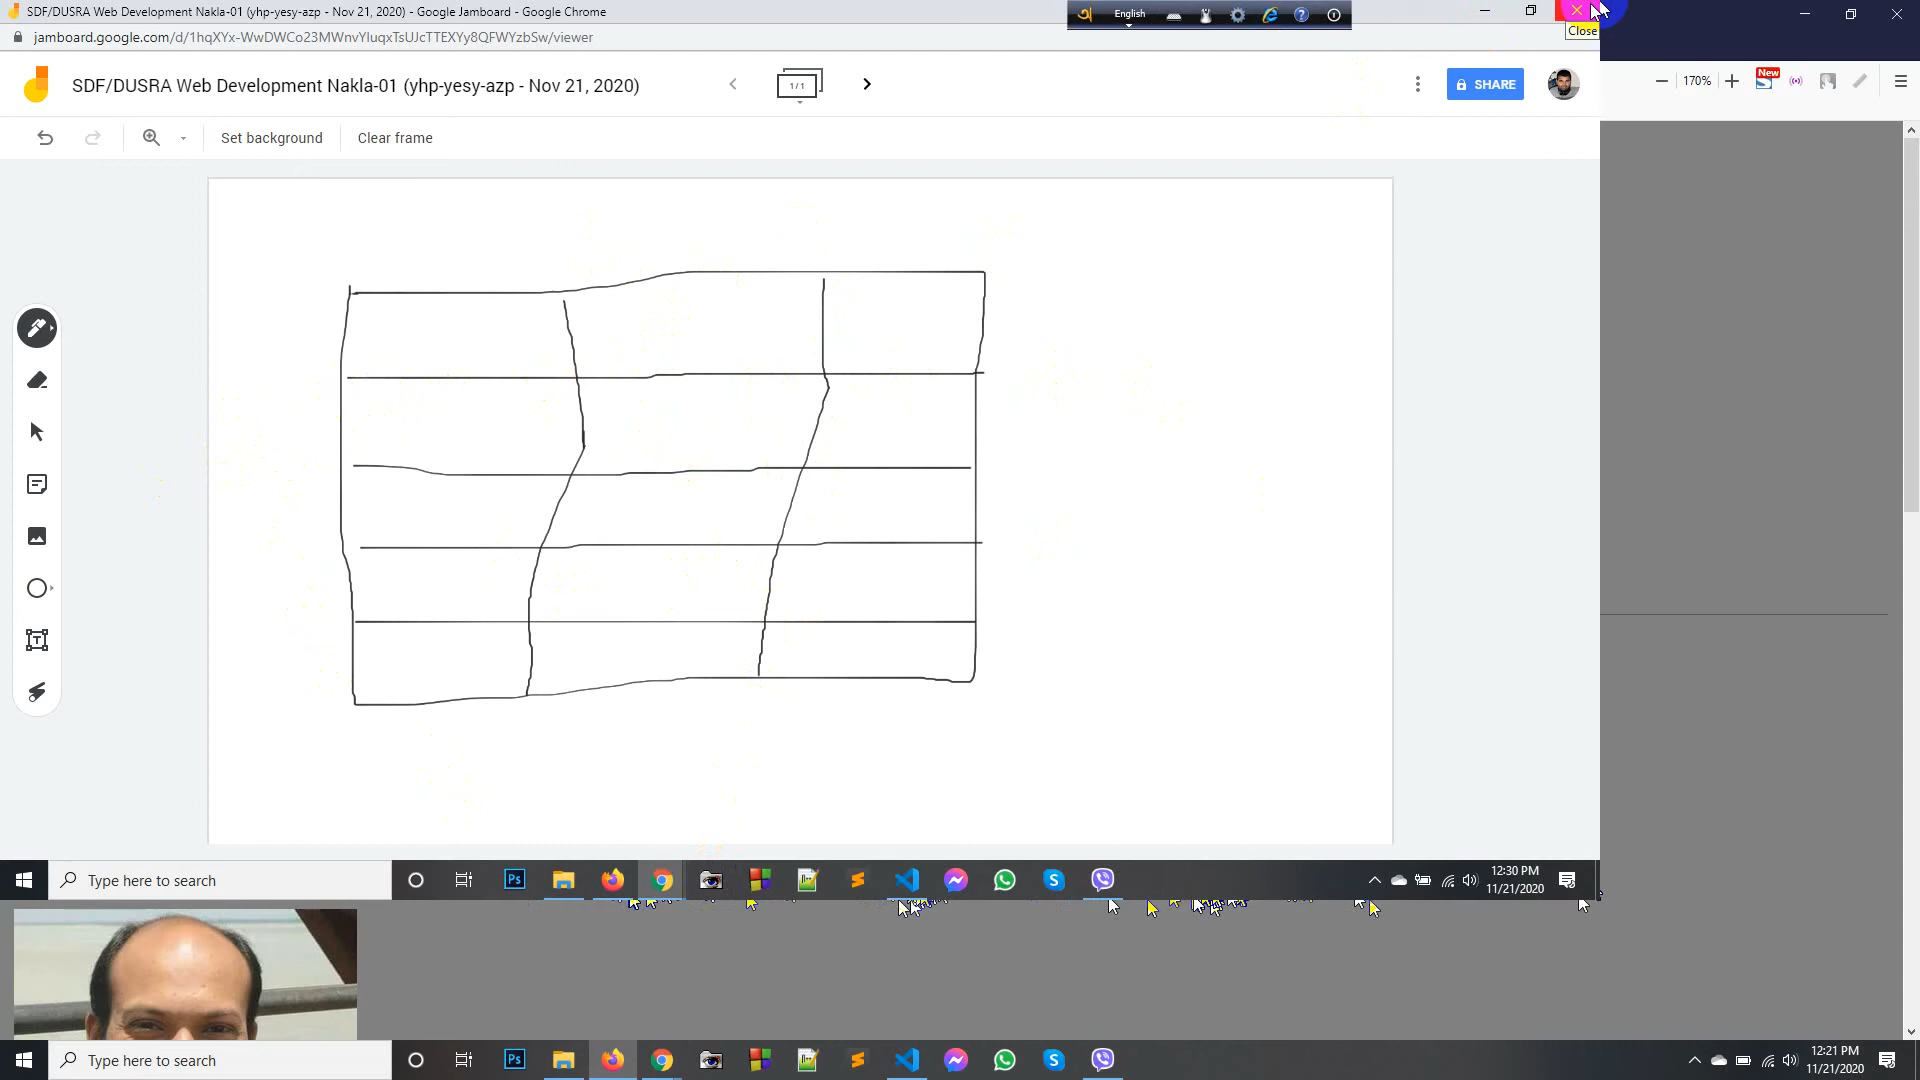 SDF/DUSRA Web Development Nakla-01 (yhp-yesy-azp - Nov 21, 2020) - Google Jamboard - Google Chrome
English
Close
jamboard.google.com/d/1hqXYx-WwDWCo23MWnvYluqxTsUJcTTEXYy8QFWYzbSw/viewer
SDF/DUSRA Web Development Nakla-01 (yhp-yesy-azp - Nov 21, 2020)
1/1
SHARE
170%
New
Set background
Clear frame
Type here to search
Ps
12:30 PM
11/21/2020
Type here to search
Ps
12:21 PM
11/21/2020